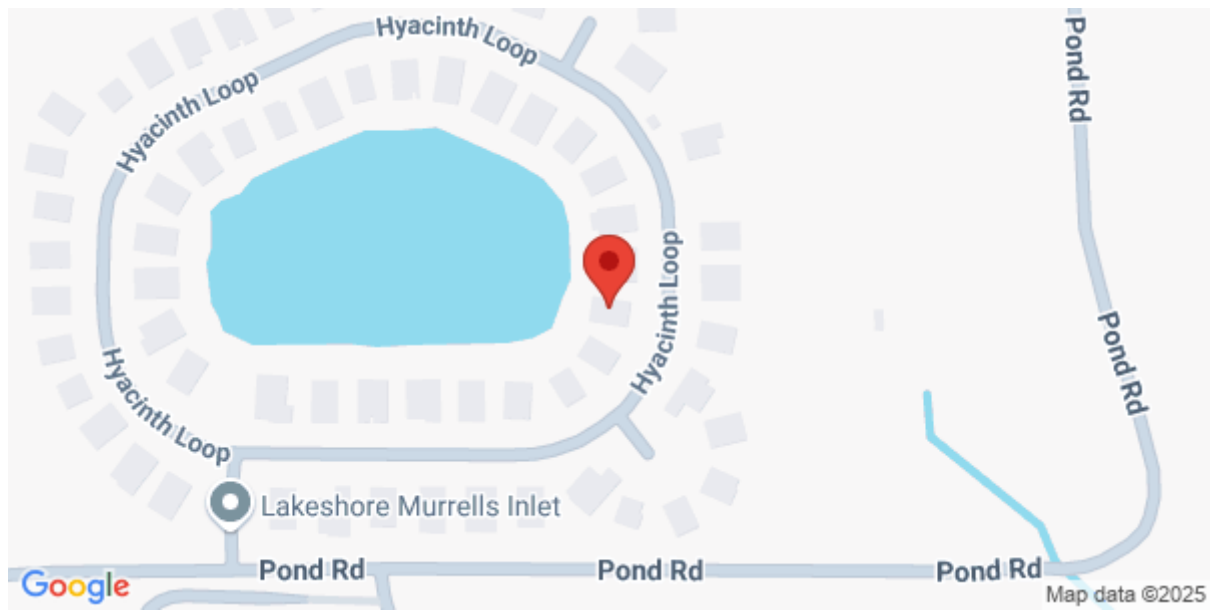 Hyacinth Loop
Pond Rd
Hyacinth Loop
Hyacinth Loop
Pond Rd
Hyacinth Loop
Lakeshore Murrells Inlet
Pond Rd
Pond Rd
Pond Rd
Google
Map data ©2025